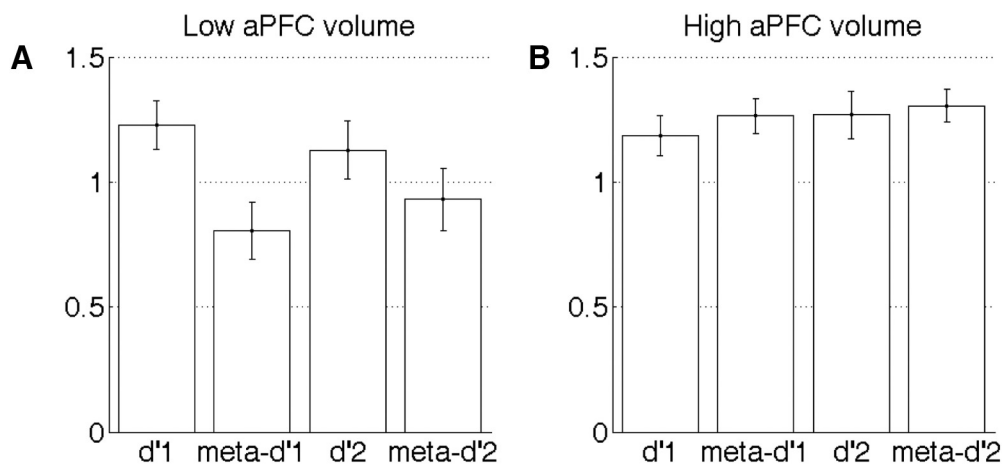 Low aPFC volume
A
1.5
1
0.5
0
d'1 meta-d'1 d'2 meta-d'2
High aPFC volume
B
1.5
1
0.5
0
d'1 meta-d'1 d'2 meta-d'2